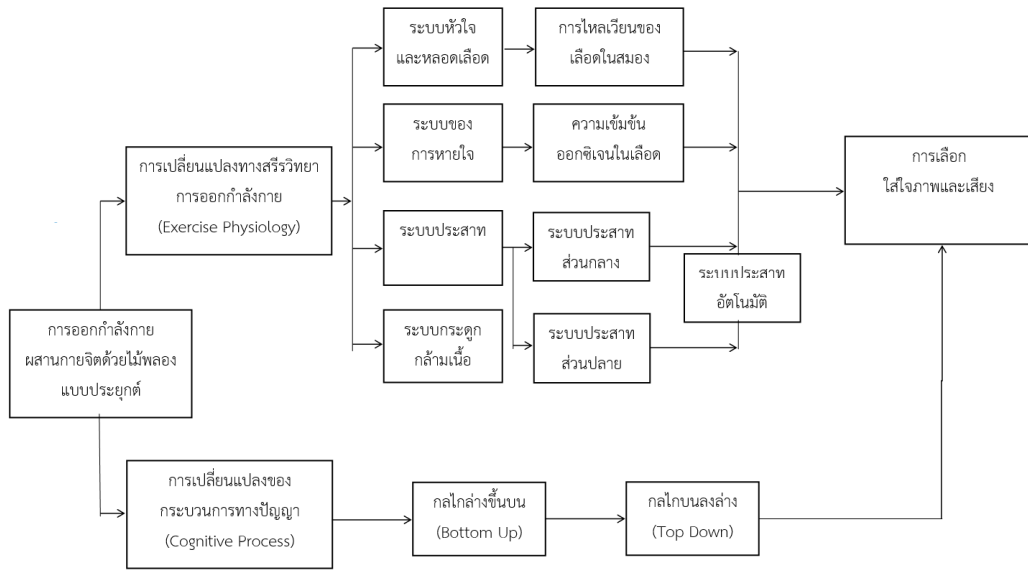 ระบบหัวใจ
และหลอดเลือด
การไหลเวียนของ
เลือดในสมอง
ระบบของ
การหายใจ
ความเข้มข้น
ออกซิเจนในเลือด
การเลือก
ใส่ใจภาพและเสียง
การเปลี่ยนแปลงทางสรีรวิทยา
การออกกำลังกาย
(Exercise Physiology)
ระบบประสาท
ระบบประสาท
ส่วนกลาง
ระบบประสาท
อัตโนมัติ
การออกกำลังกาย
ผสานกายจิตด้วยไม้พลอง
แบบประยุกต์
ระบบกระดูก
กล้ามเนื้อ
ระบบประสาท
ส่วนปลาย
การเปลี่ยนแปลงของ
กระบวนการทางปัญญา
(Cognitive Process)
กลไกล่างขึ้นบน
(Bottom Up)
กลไกบนลงล่าง
(Top Down)